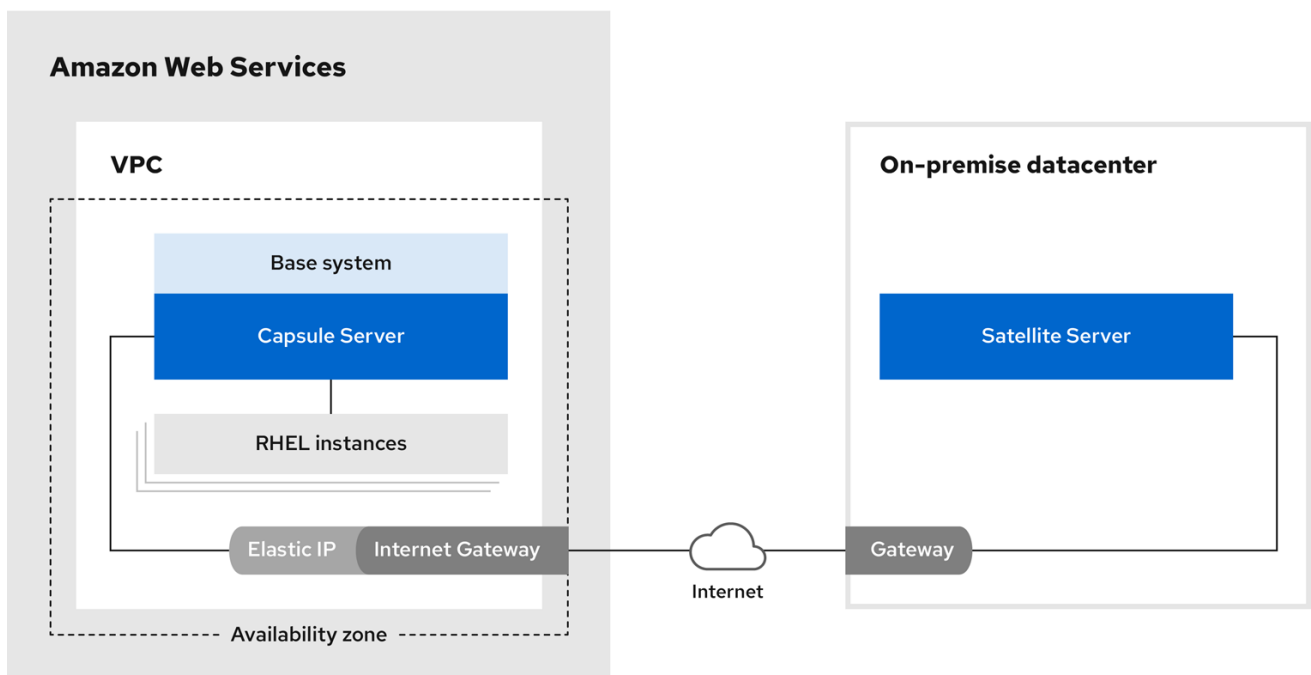 Amazon Web Services
VPC
On-premise datacenter
Base system
Capsule Server
Satellite Server
RHEL instances
Elastic IP
Internet Gateway
Gateway
Internet
Availability zone